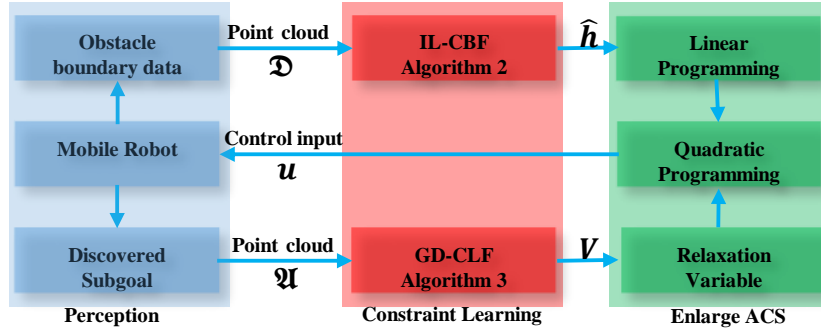 Obstacle
boundary data
Point cloud
𝔇
IL-CBF
Algorithm 2
ĥ
Linear
Programming
Mobile Robot
Control input
u
Quadratic
Programming
Discovered
Subgoal
Point cloud
𝔄
GD-CLF
Algorithm 3
V
Relaxation
Variable
Perception
Constraint Learning
Enlarge ACS